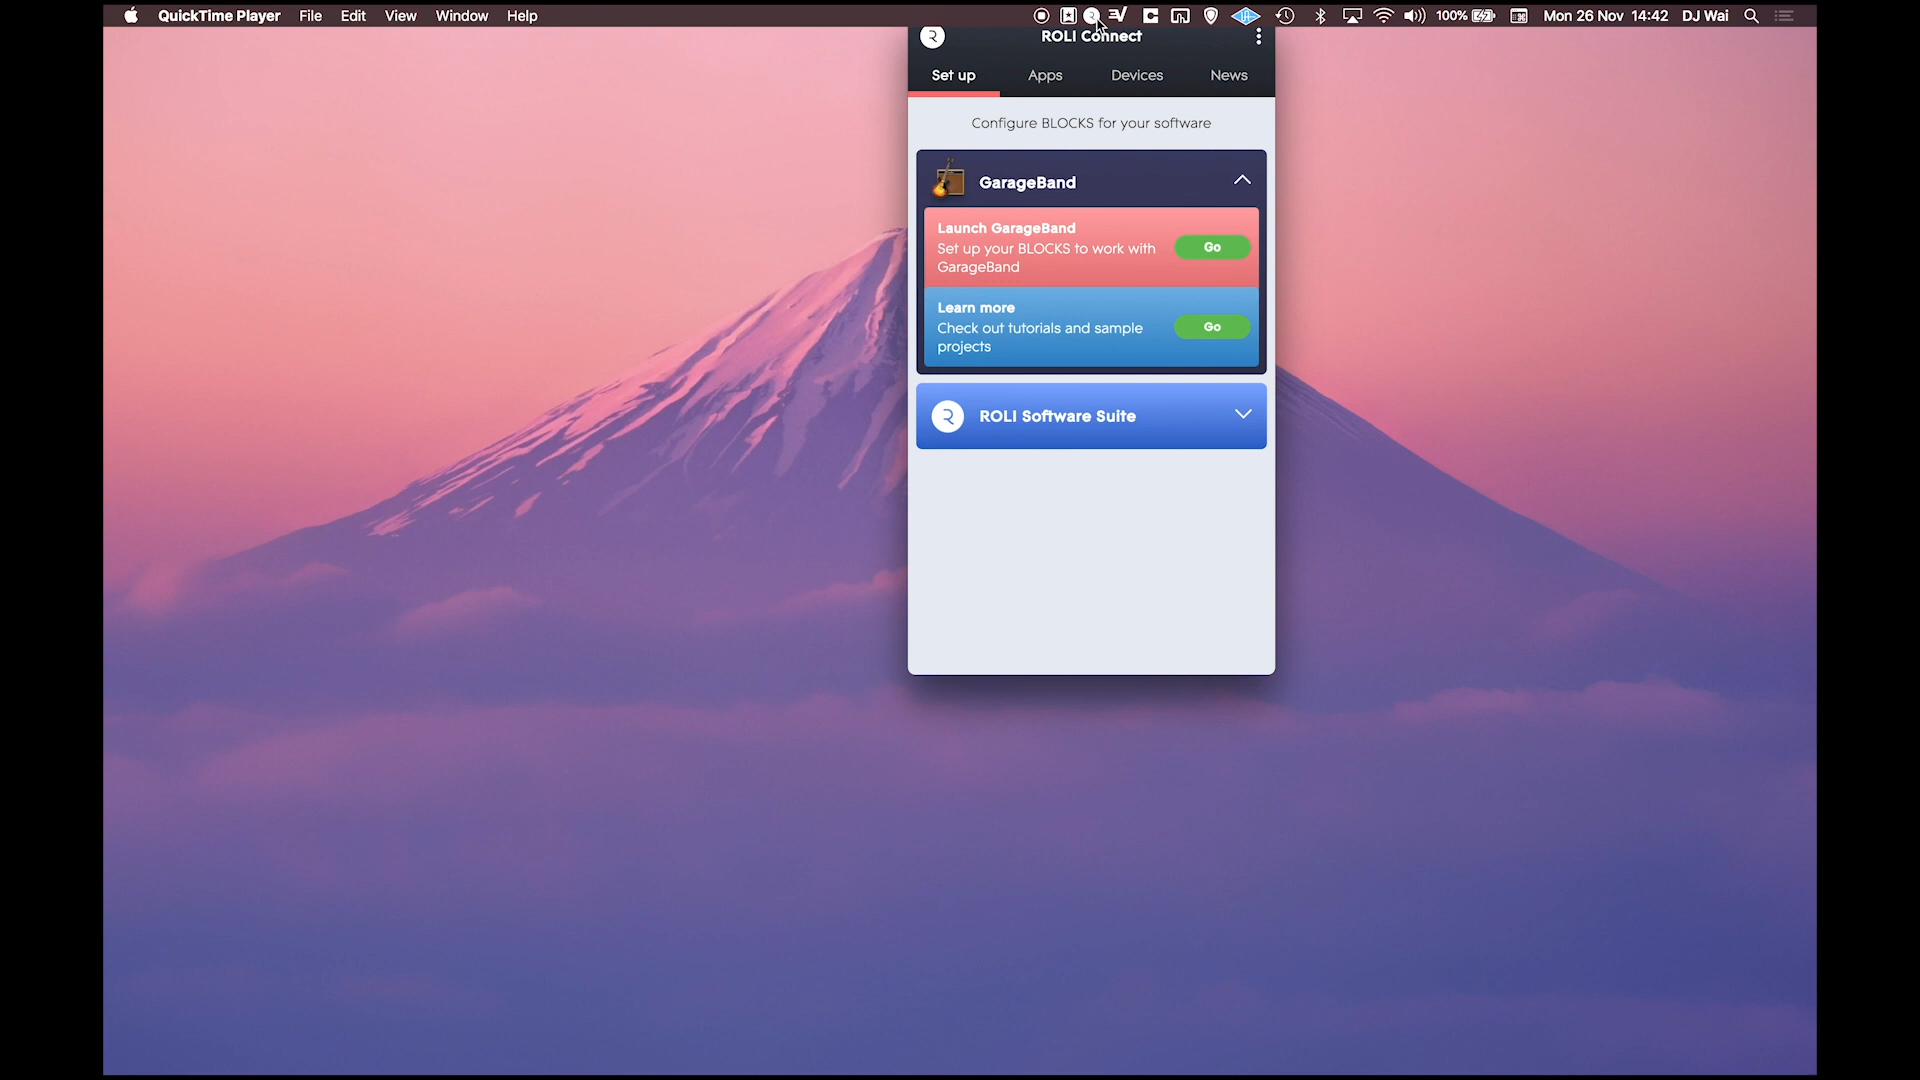 QuickTime Player File Edit View Window Help 100% Mon 26 Nov 14:42 DJ Wai
ROLI Connect
Set up Apps Devices News
Configure BLOCKS for your software
GarageBand
Launch GarageBand
Set up your BLOCKS to work with
GarageBand
Go
Learn more
Check out tutorials and sample
projects
Go
ROLI Software Suite